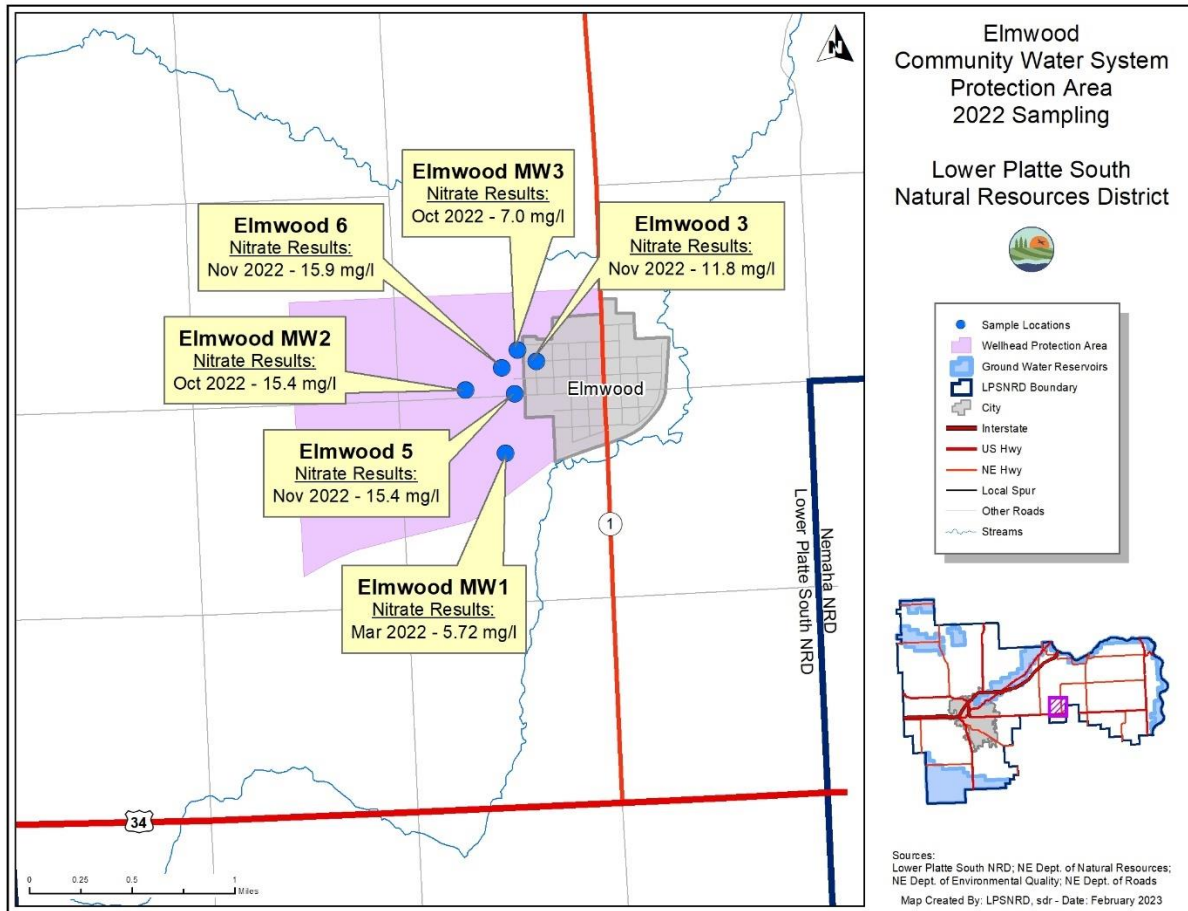 Elmwood
Community Water System
Protection Area
2022 Sampling
Lower Platte South
Natural Resources District
N
Elmwood MW3
Nitrate Results:
Oct 2022 - 7.0 mg/l
Elmwood 6
Nitrate Results:
Nov 2022 - 15.9 mg/l
Elmwood 3
Nitrate Results:
Nov 2022 - 11.8 mg/l
Elmwood MW2
Nitrate Results:
Oct 2022 - 15.4 mg/l
Elmwood
Elmwood 5
Nitrate Results:
Nov 2022 - 15.4 mg/l
Elmwood MW1
Nitrate Results:
Mar 2022 - 5.72 mg/l
1
Nemaha NRD
Lower Platte South NRD
34
0 0.25 0.5 1
Miles
Sample Locations
Wellhead Protection Area
Ground Water Reservoirs
LPSNRD Boundary
City
Interstate
US Hwy
NE Hwy
Local Spur
Other Roads
Streams
Sources:
Lower Platte South NRD; NE Dept. of Natural Resources;
NE Dept. of Environmental Quality; NE Dept. of Roads
Map Created By: LPSNRD, sdr - Date: February 2023